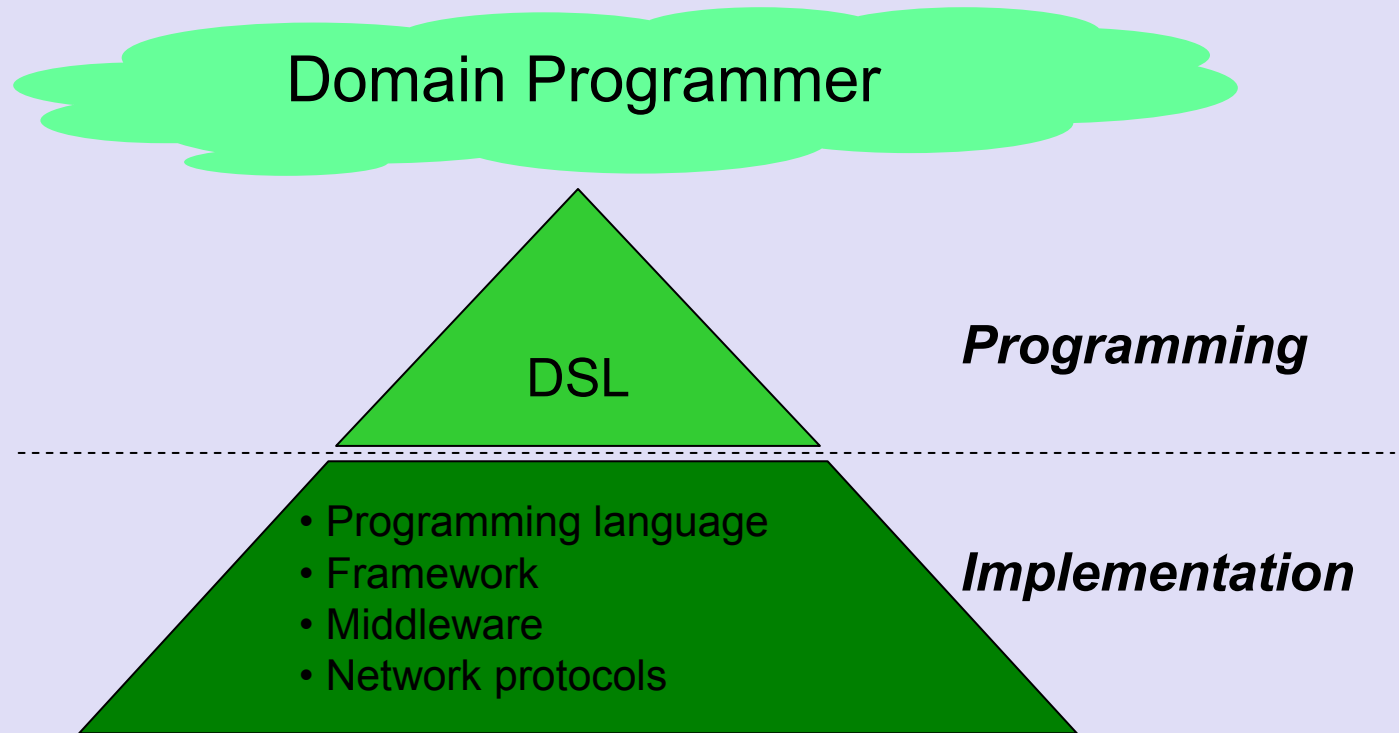 Domain Programmer
DSL
Programming
• Programming language
• Framework
• Middleware
• Network protocols
Implementation